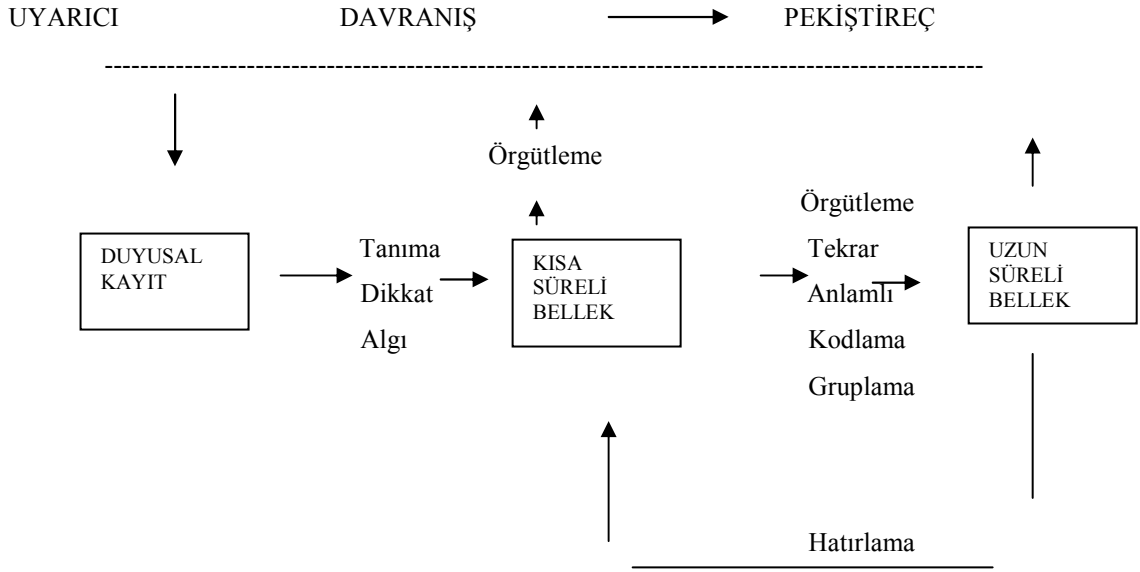 UYARICI DAVRANIŞ PEKİŞTİREÇ
Örgütleme
DUYUSAL
KAYIT
Tanıma
Dikkat
Algı
KISA
SÜRELİ
BELLEK
Örgütleme
Tekrar
Anlamlı
Kodlama
Gruplama
UZUN
SÜRELİ
BELLEK
Hatırlama